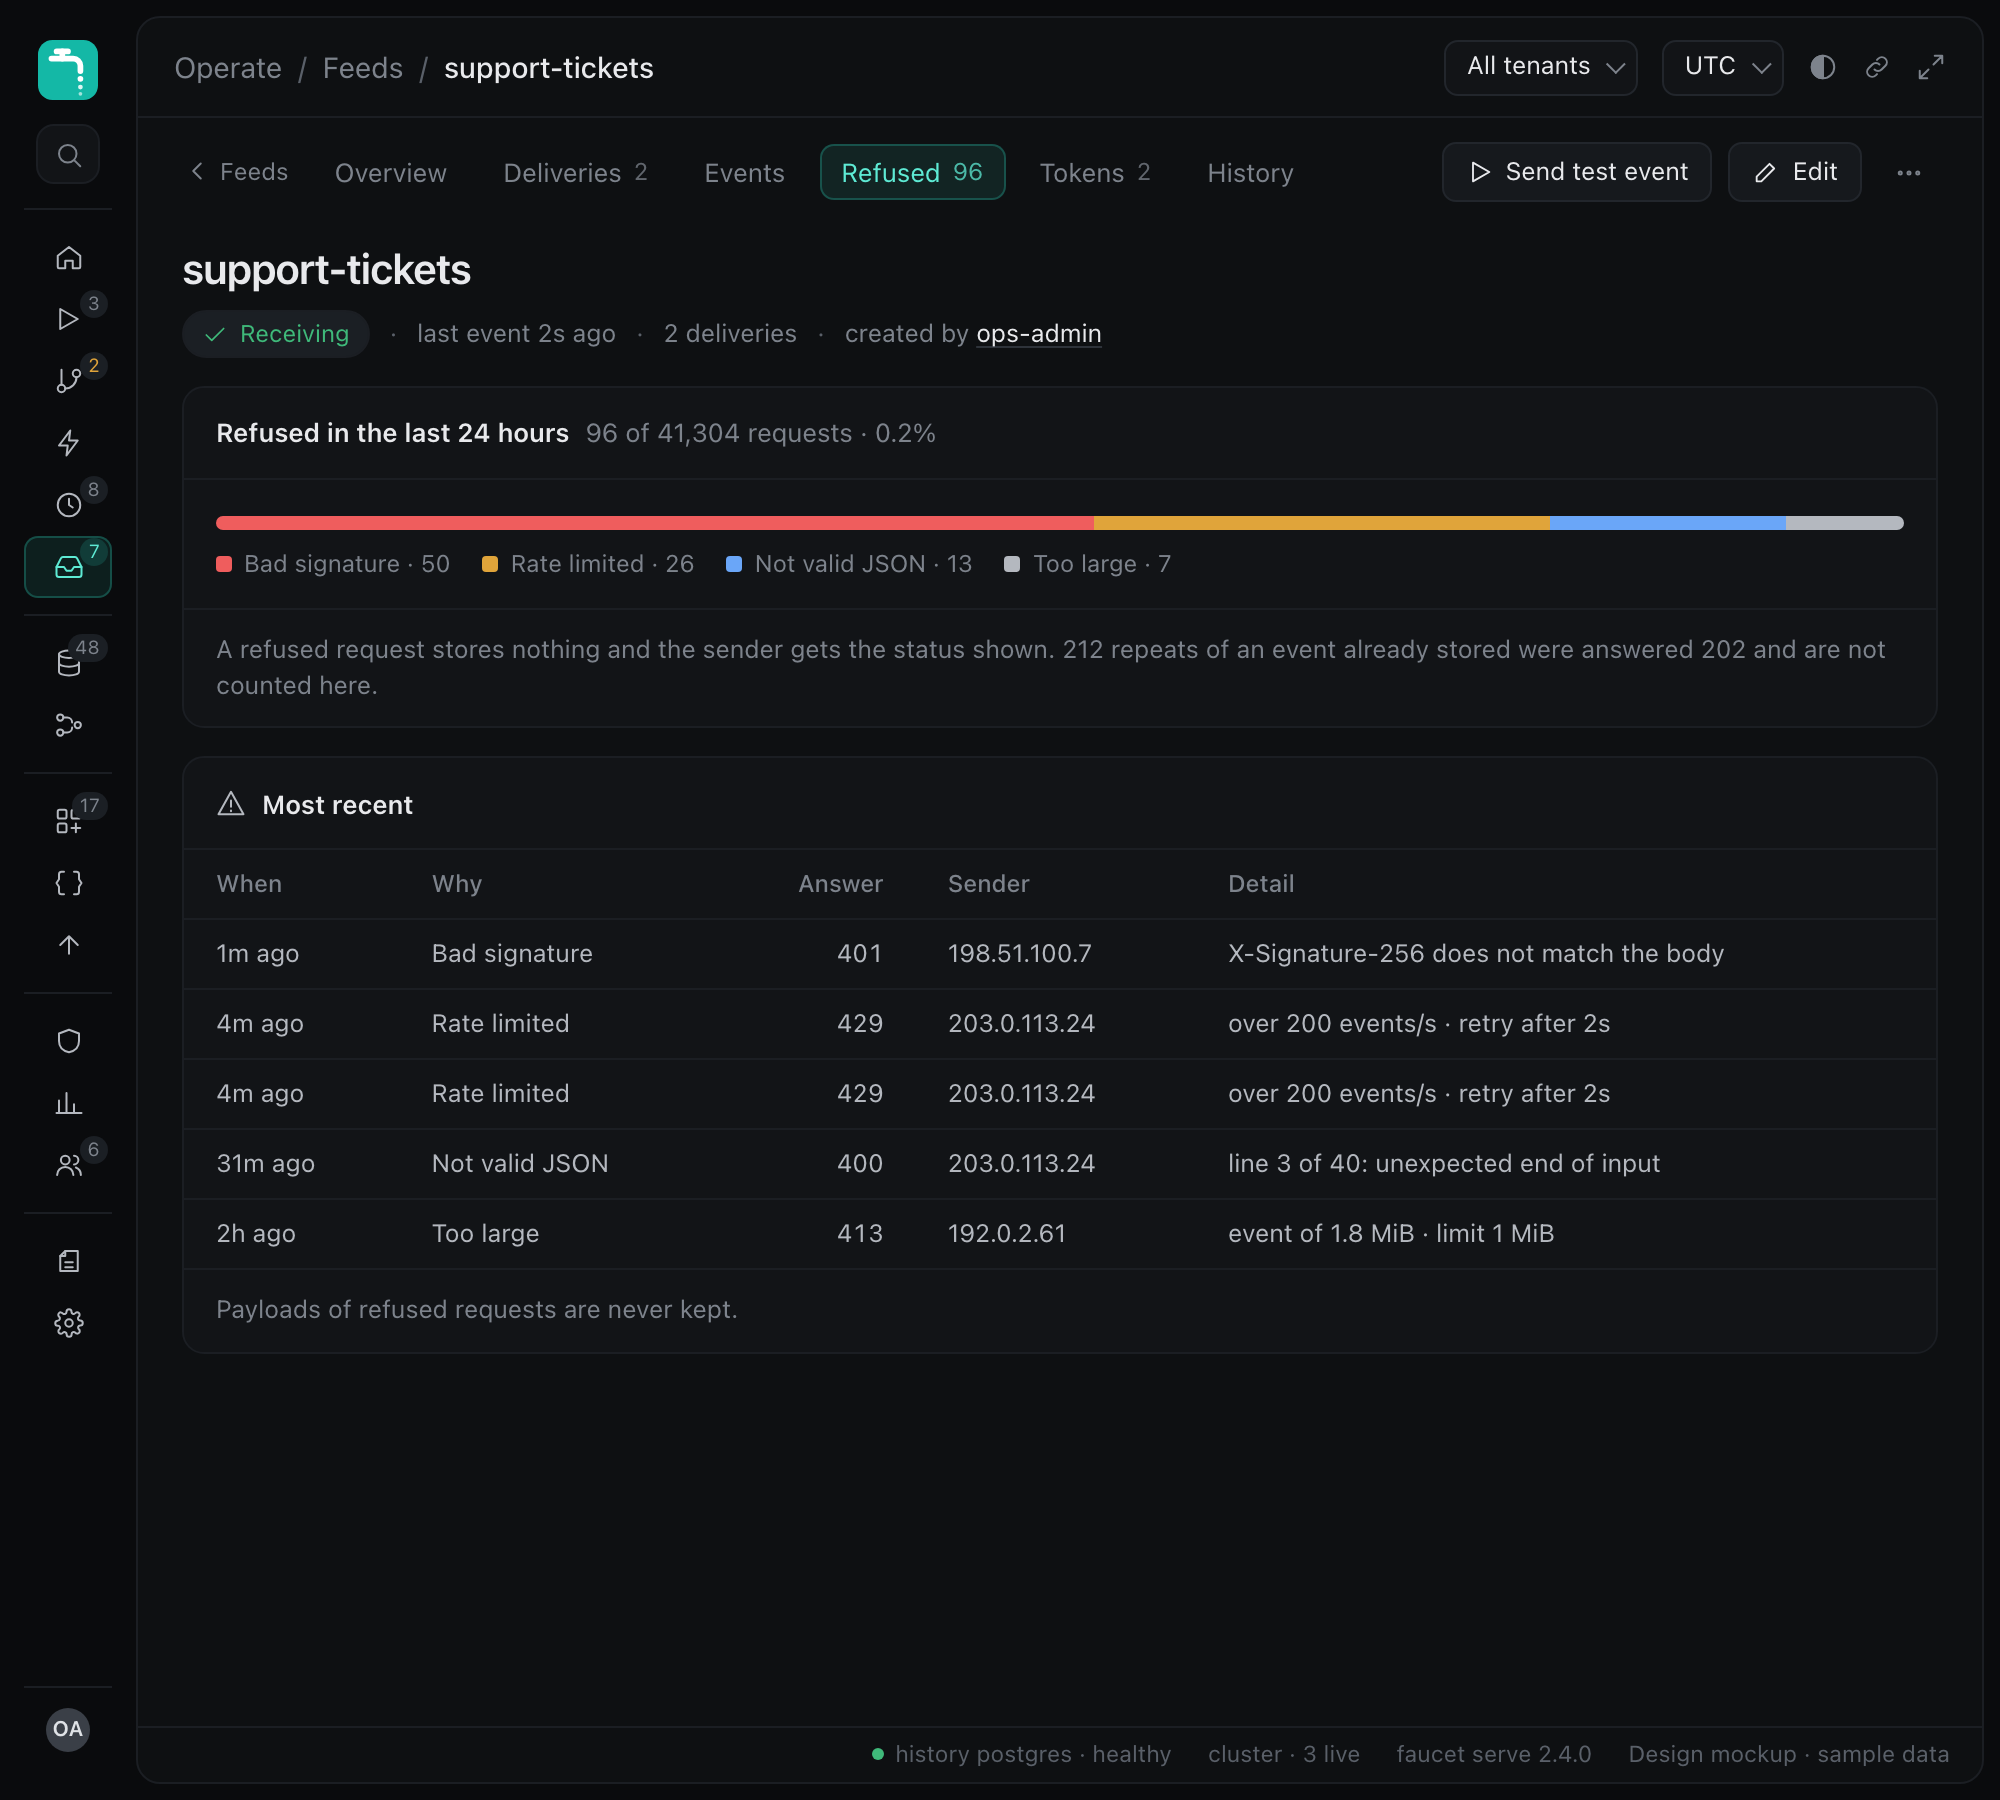 Operate / Feeds / support-tickets
All tenants
UTC
Feeds
Overview
Deliveries 2
Events
Refused 96
Tokens 2
History
Send test event
Edit
3
2
8
7
48
17
6
OA
support-tickets
Receiving · last event 2s ago · 2 deliveries · created by ops-admin
Refused in the last 24 hours 96 of 41,304 requests · 0.2%
Bad signature · 50 Rate limited · 26 Not valid JSON · 13 Too large · 7
A refused request stores nothing and the sender gets the status shown. 212 repeats of an event already stored were answered 202 and are not
counted here.
Most recent
When Why Answer Sender Detail
1m ago Bad signature 401 198.51.100.7 X-Signature-256 does not match the body
4m ago Rate limited 429 203.0.113.24 over 200 events/s · retry after 2s
4m ago Rate limited 429 203.0.113.24 over 200 events/s · retry after 2s
31m ago Not valid JSON 400 203.0.113.24 line 3 of 40: unexpected end of input
2h ago Too large 413 192.0.2.61 event of 1.8 MiB · limit 1 MiB
Payloads of refused requests are never kept.
history postgres · healthy cluster · 3 live faucet serve 2.4.0 Design mockup · sample data